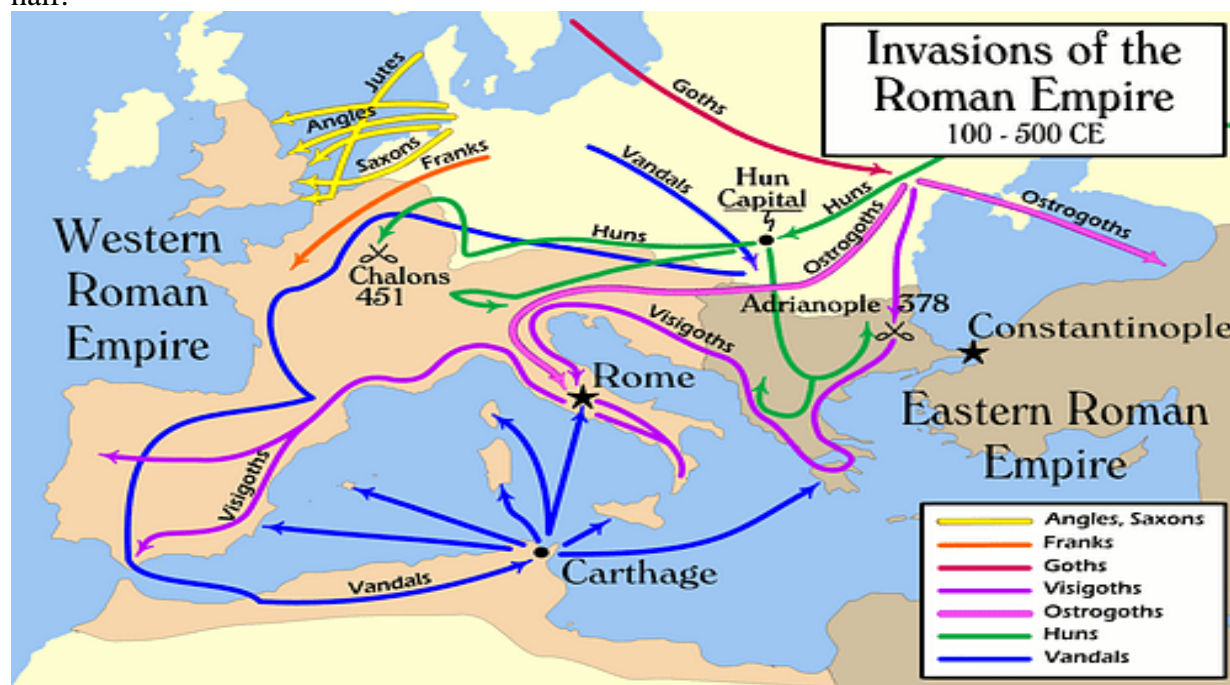 half.
Invasions of the
Roman Empire
100 - 500 CE
Jutes
Angles
Saxons
Franks
Goths
Vandals
Hun
Capital
Huns
Ostrogoths
Ostrogoths
Huns
Western
Roman
Empire
Chalons
451
Adrianople 378
Visigoths
Constantinople
Rome
Eastern Roman
Empire
Visigoths
Vandals
Carthage
Angles, Saxons
Franks
Goths
Visigoths
Ostrogoths
Huns
Vandals